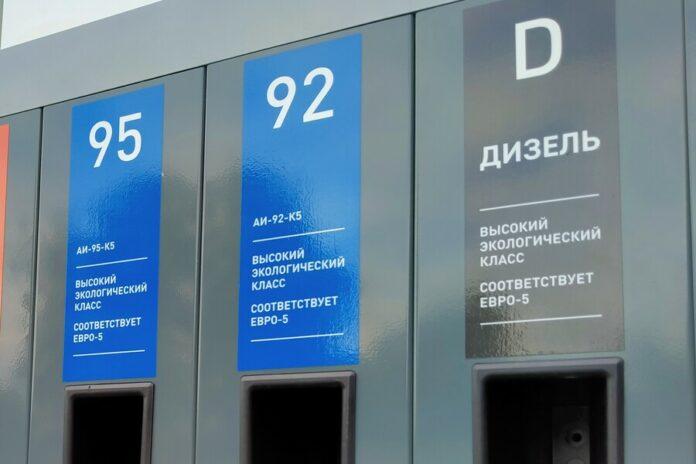 95
АИ-95-К5
ВЫСОКИЙ
ЭКОЛОГИЧЕСКИЙ
КЛАСС
СООТВЕТСТВУЕТ
ЕВРО-5
92
АИ-92-К5
ВЫСОКИЙ
ЭКОЛОГИЧЕСКИЙ
КЛАСС
СООТВЕТСТВУЕТ
ЕВРО-5
D
ДИЗЕЛЬ
ВЫСОКИЙ
ЭКОЛОГИЧЕСКИЙ
КЛАСС
СООТВЕТСТВУЕТ
ЕВРО-5